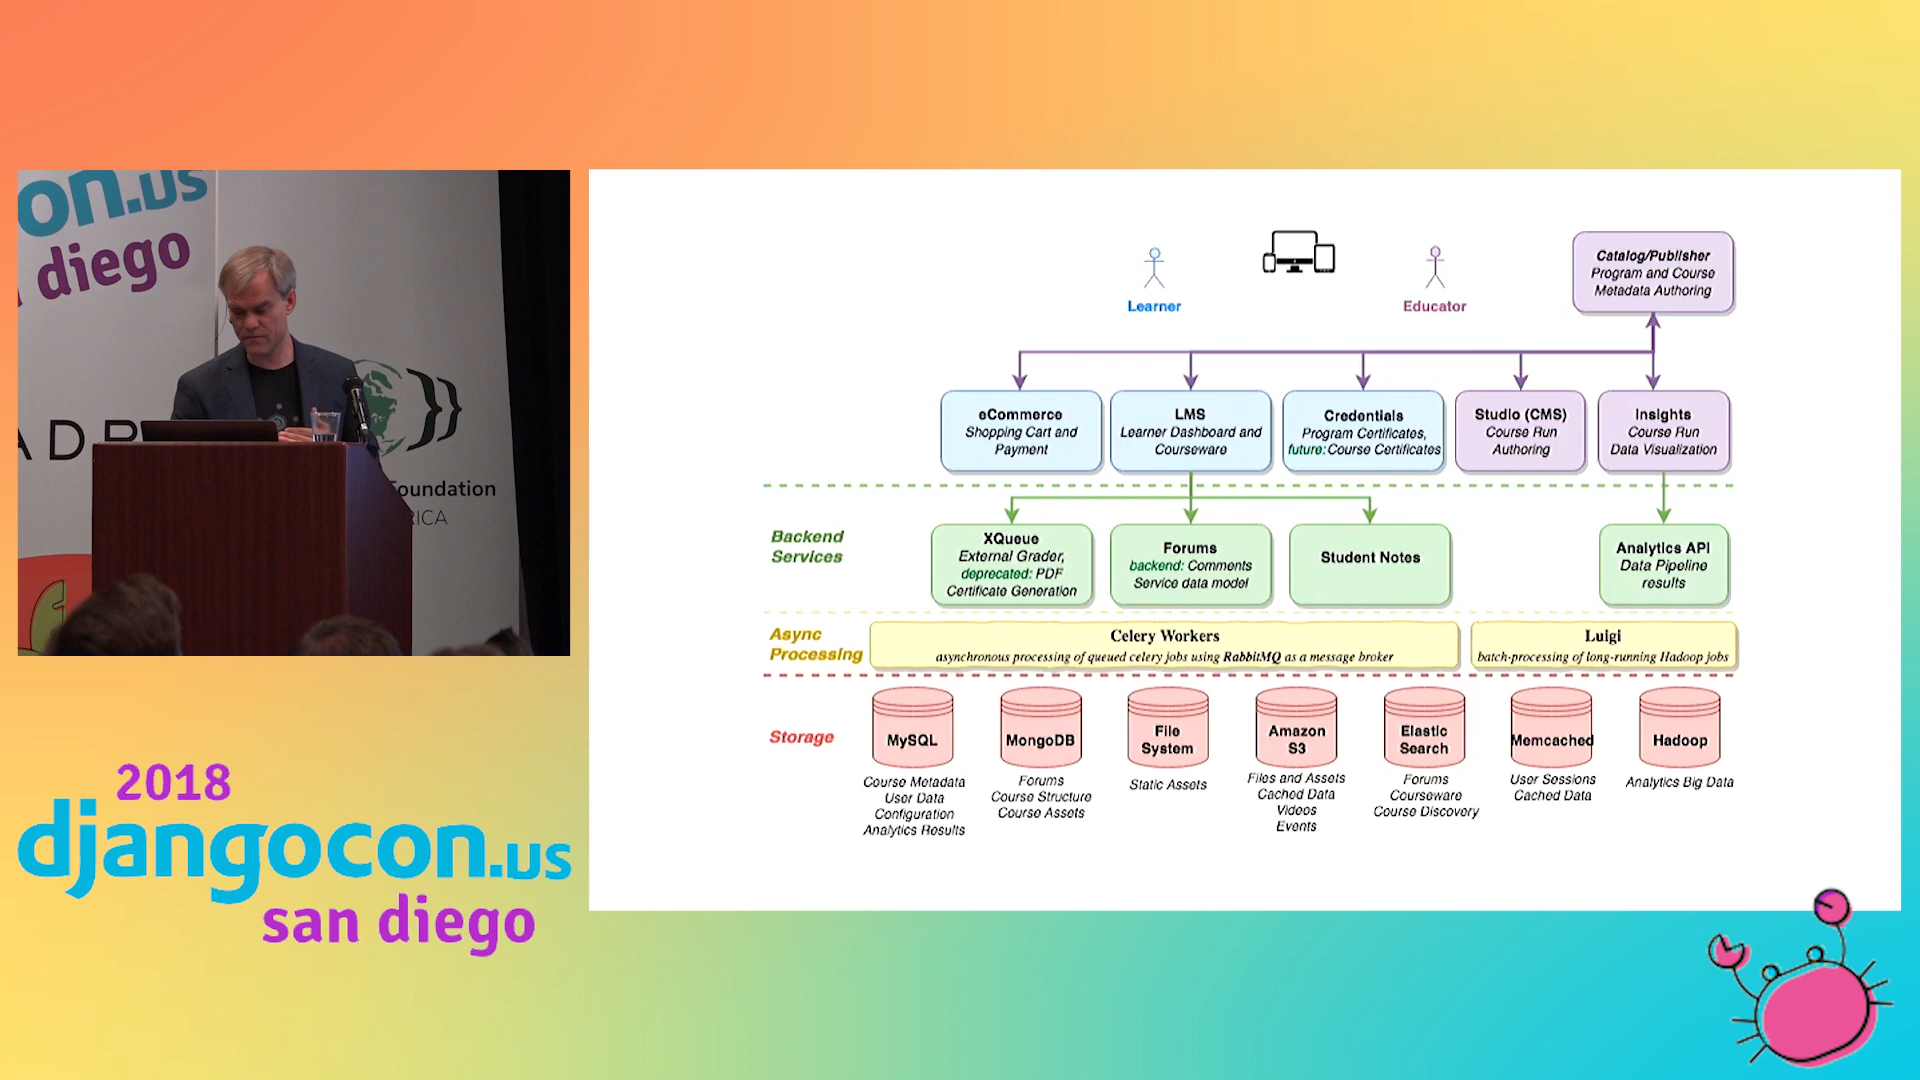 on.us
diego
ADR
Foundation
RICA
2018
djangocon.us
san diego
Learner
Educator
Catalog/Publisher
Program and Course
Metadata Authoring
eCommerce
Shopping Cart and
Payment
LMS
Learner Dashboard and
Courseware
Credentials
Program Certificates,
future: Course Certificates
Studio (CMS)
Course Run
Authoring
Insights
Course Run
Data Visualization
Backend
Services
XQueue
External Grader,
deprecated: PDF
Certificate Generation
Forums
backend: Comments
Service data model
Student Notes
Analytics API
Data Pipeline
results
Async
Processing
Celery Workers
asynchronous processing of queued celery jobs using RabbitMQ as a message broker
Luigi
batch-processing of long-running Hadoop jobs
Storage
MySQL
Course Metadata
User Data
Configuration
Analytics Results
MongoDB
Forums
Course Structure
Course Assets
File
System
Static Assets
Amazon
S3
Files and Assets
Cached Data
Videos
Events
Elastic
Search
Forums
Courseware
Course Discovery
Memcached
User Sessions
Cached Data
Hadoop
Analytics Big Data